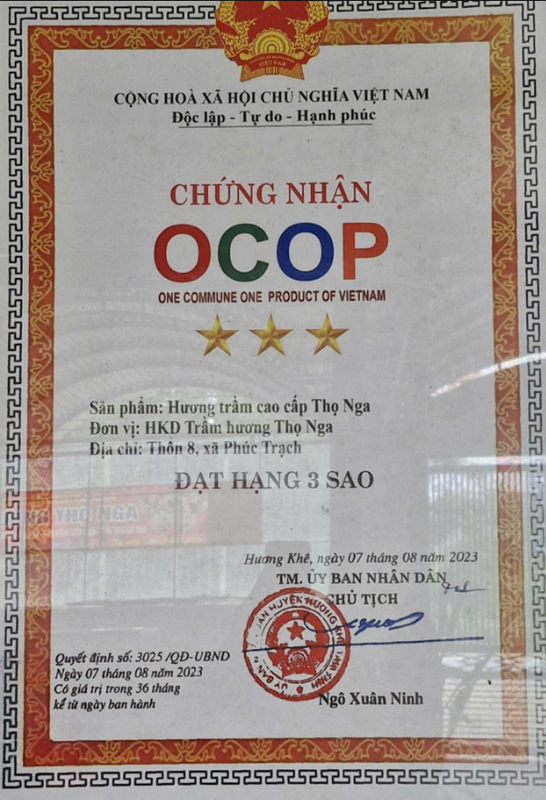 CỘNG HOÀ XÃ HỘI CHỦ NGHĨA VIỆT NAM
Độc lập - Tự do - Hạnh phúc
CHỨNG NHẬN
OCOP
ONE COMMUNE ONE PRODUCT OF VIETNAM
Sản phẩm: Hương trầm cao cấp Thọ Nga
Đơn vị: HKD Trầm hương Thọ Nga
Địa chỉ: Thôn 8, xã Phúc Trạch
ĐẠT HẠNG 3 SAO
Hương Khê, ngày 07 tháng 08 năm 2023
TM. ỦY BAN NHÂN DÂN
CHỦ TỊCH
Quyết định số: 3025 /QĐ-UBND
Ngày 07 tháng 08 năm 2023
Có giá trị trong 36 tháng
kể từ ngày ban hành
Ngô Xuân Ninh